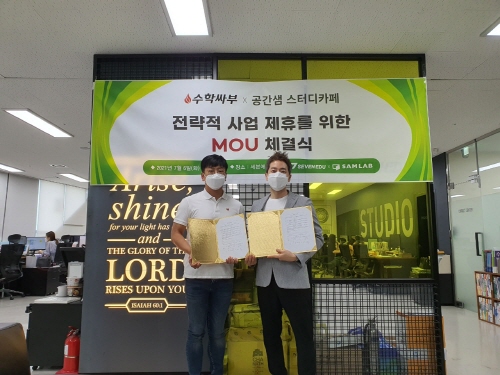 수학싸부 x 공간샘 스터디카페
전략적 사업 제휴를 위한
MOU 체결식
SEVENEDU SAMLAB
Arise,
shine
for your light has
and
THE GLORY OF TH
LORD
RISES UPON YOU
ISAIAH 60:1
STUDIO